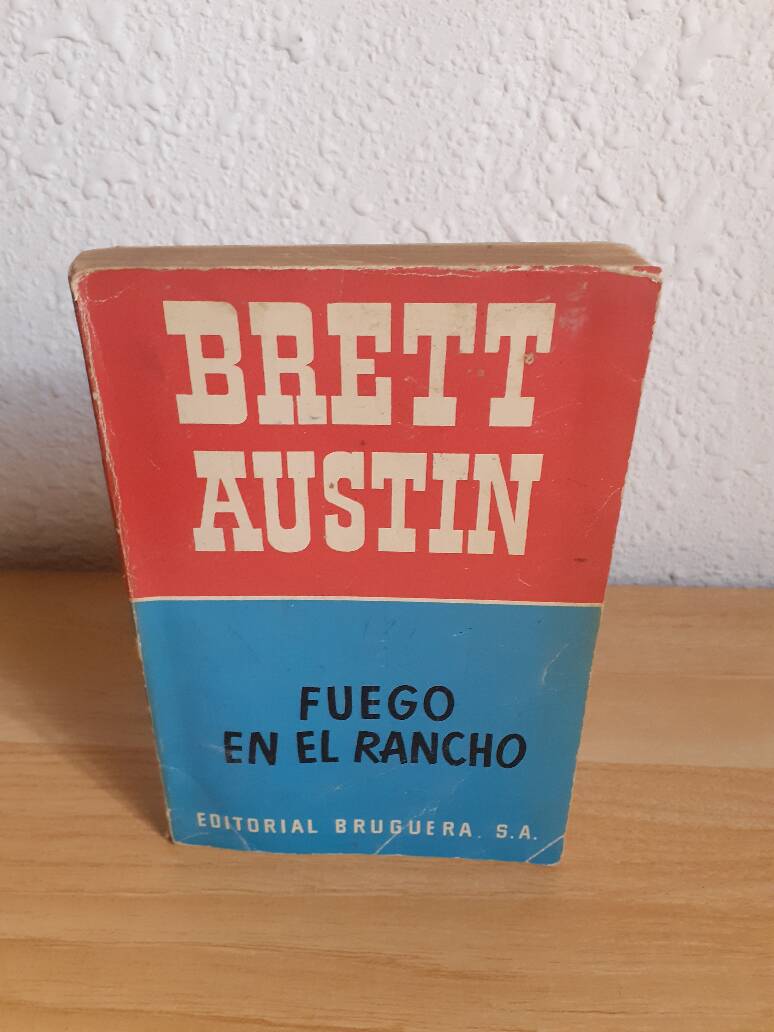 BRETT
AUSTIN
FUEGO
EN EL RANCHO
EDITORIAL BRUGUERA. S.A.